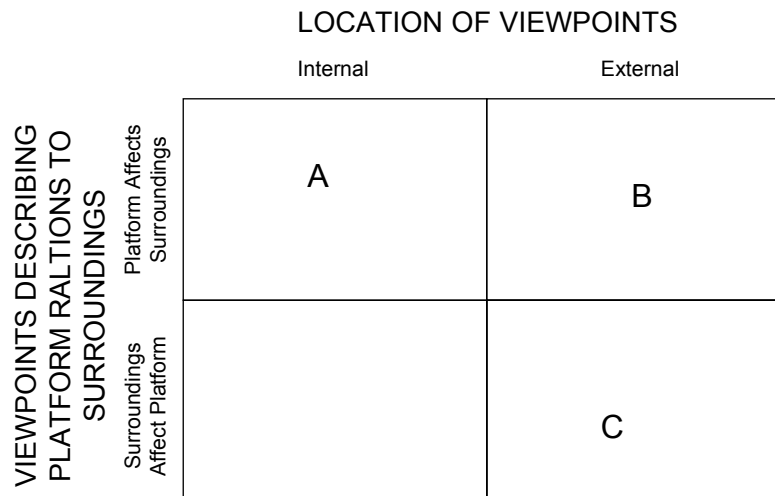 LOCATION OF VIEWPOINTS
Internal External
VIEWPOINTS DESCRIBING
PLATFORM RALTIONS TO
SURROUNDINGS
Platform Affects
Surroundings
A
B
Surroundings
Affect Platform
C